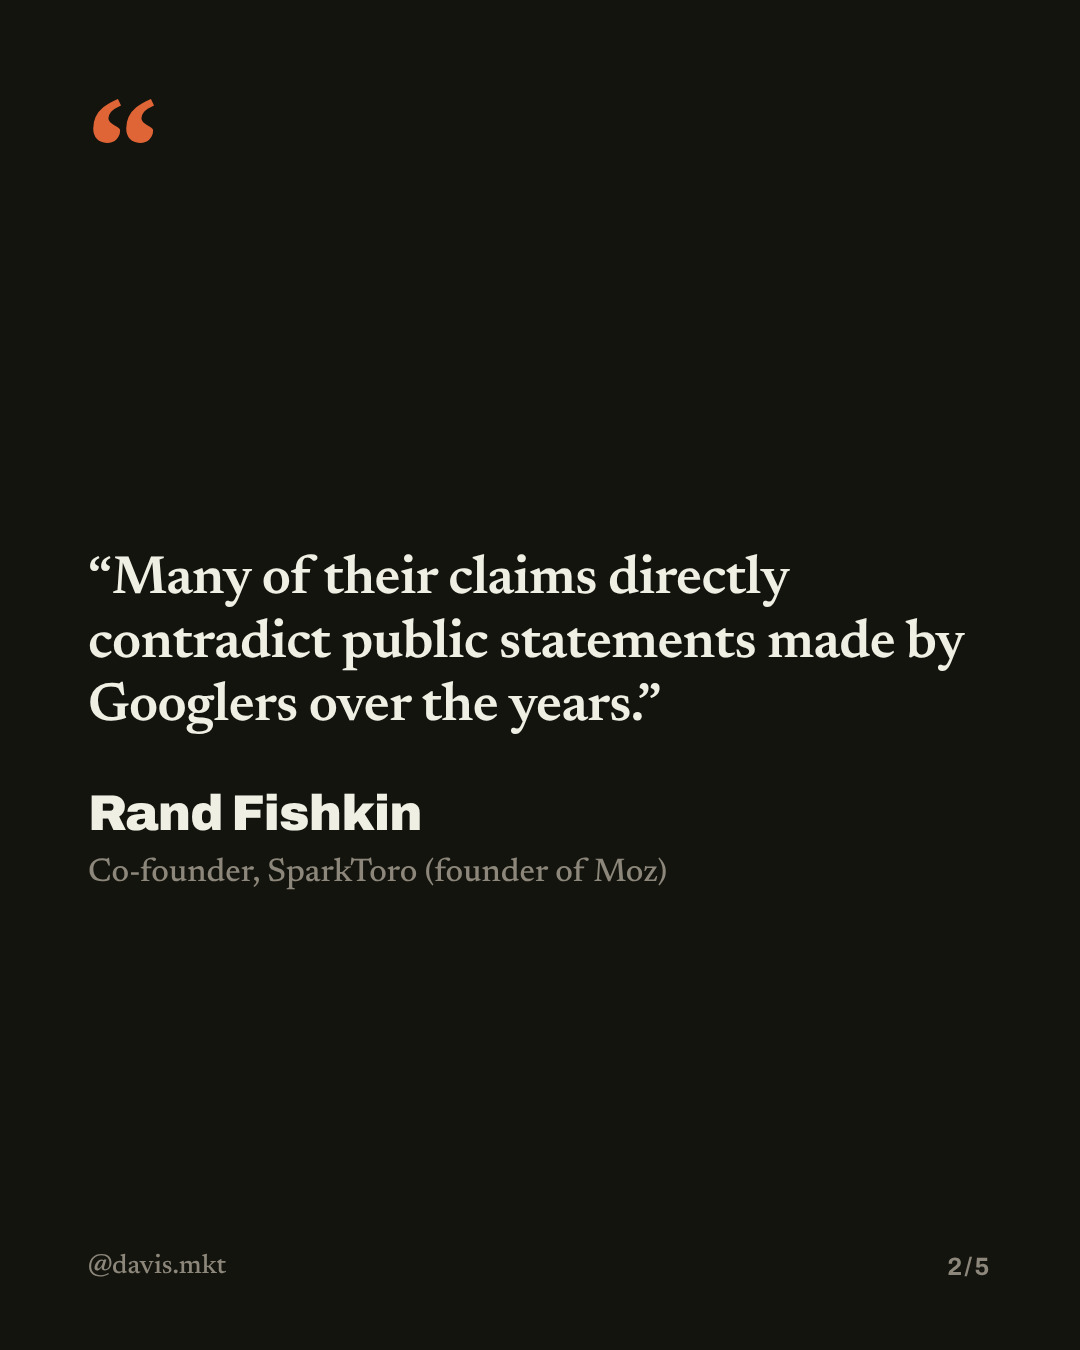 “
“Many of their claims directly
contradict public statements made by
Googlers over the years.”
Rand Fishkin
Co-founder, SparkToro (founder of Moz)
@davis.mkt
2/5